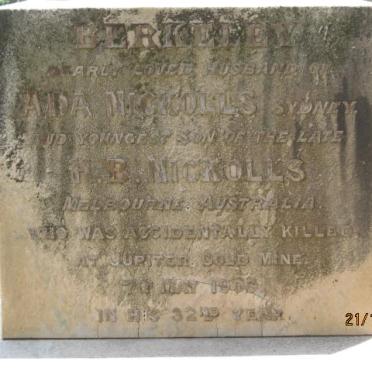 BERKELEY
DEARLY LOVED HUSBAND OF
ADA NICKOLLS SYDNEY
AND YOUNGEST SON OF THE LATE
B. NICKOLLS
MELBOURNE AUSTRALIA.
WHO WAS ACCIDENTALLY KILLED
AT JUPITER GOLD MINE.
MAY
IN HIS 32ND YEAR
21/1